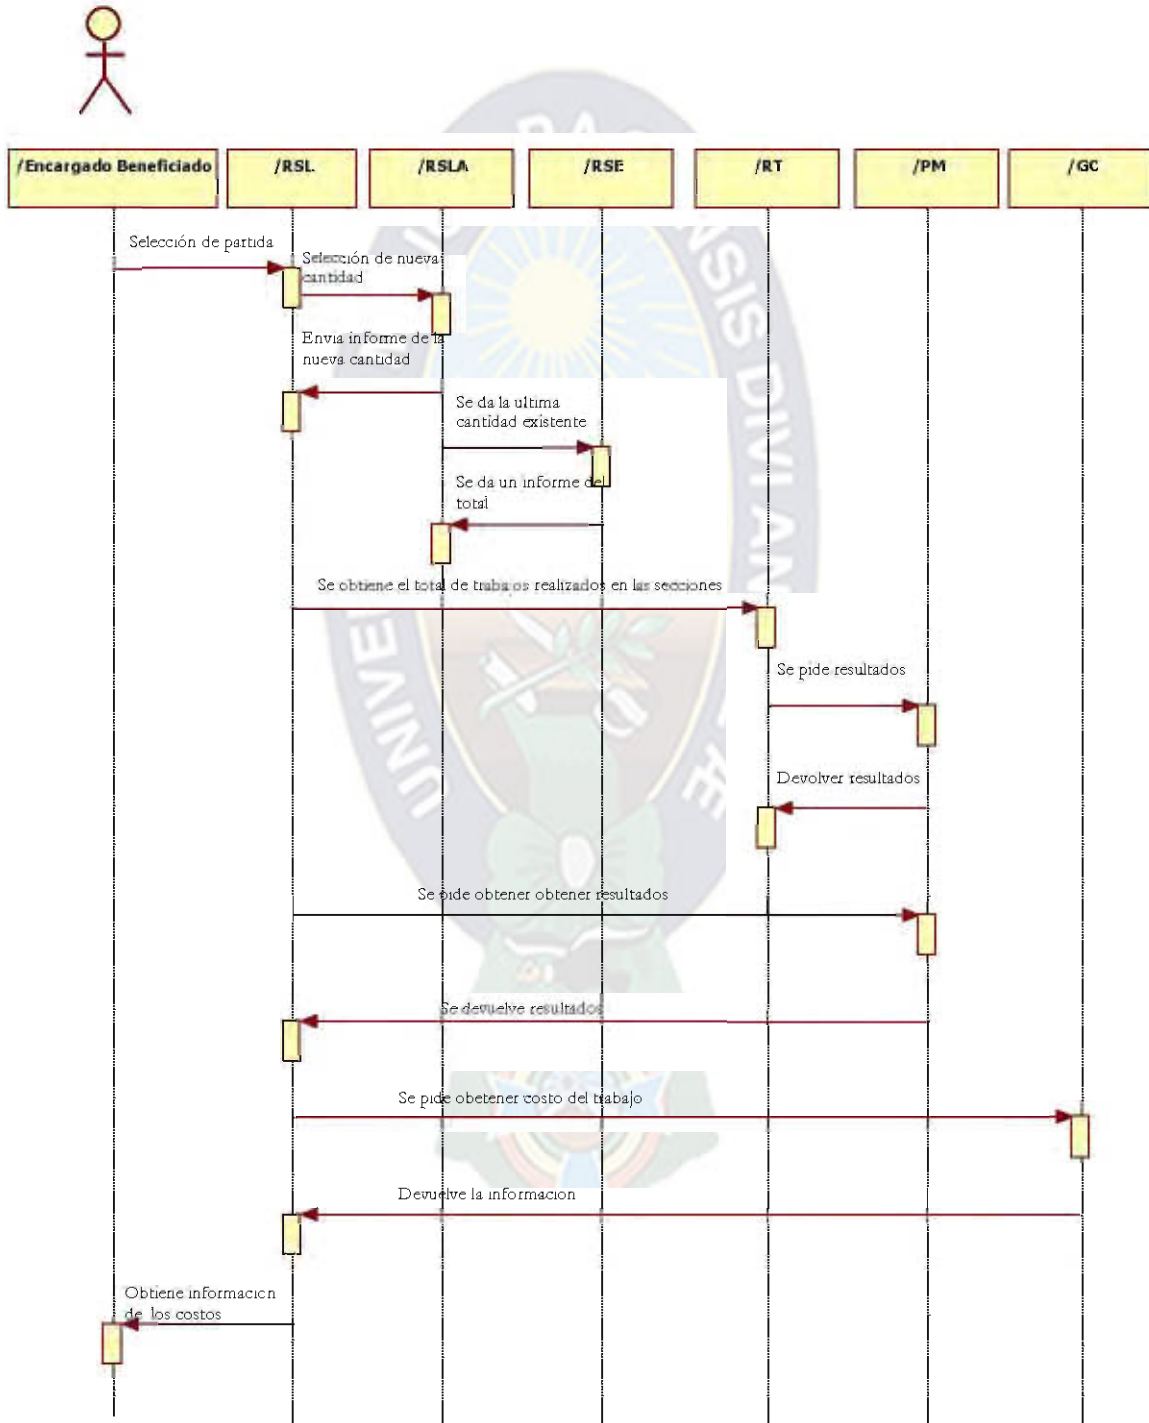 /Encargado Beneficiado
/RSL
/RSLA
/RSE
/RT
/PM
/GC
Selección de partida
Selección de nueva
cantidad
Envia informe de la
nueva cantidad
Se da la ultima
cantidad existente
Se da un informe del
total
Se obtiene el total de trabajos realizados en las secciones
Se pide resultados
Devolver resultados
Se pide obtener obtener resultados
Se devuelve resultados
Se pide obetener costo del trabajo
Devuelve la informacion
Obtiene informacion
de los costos